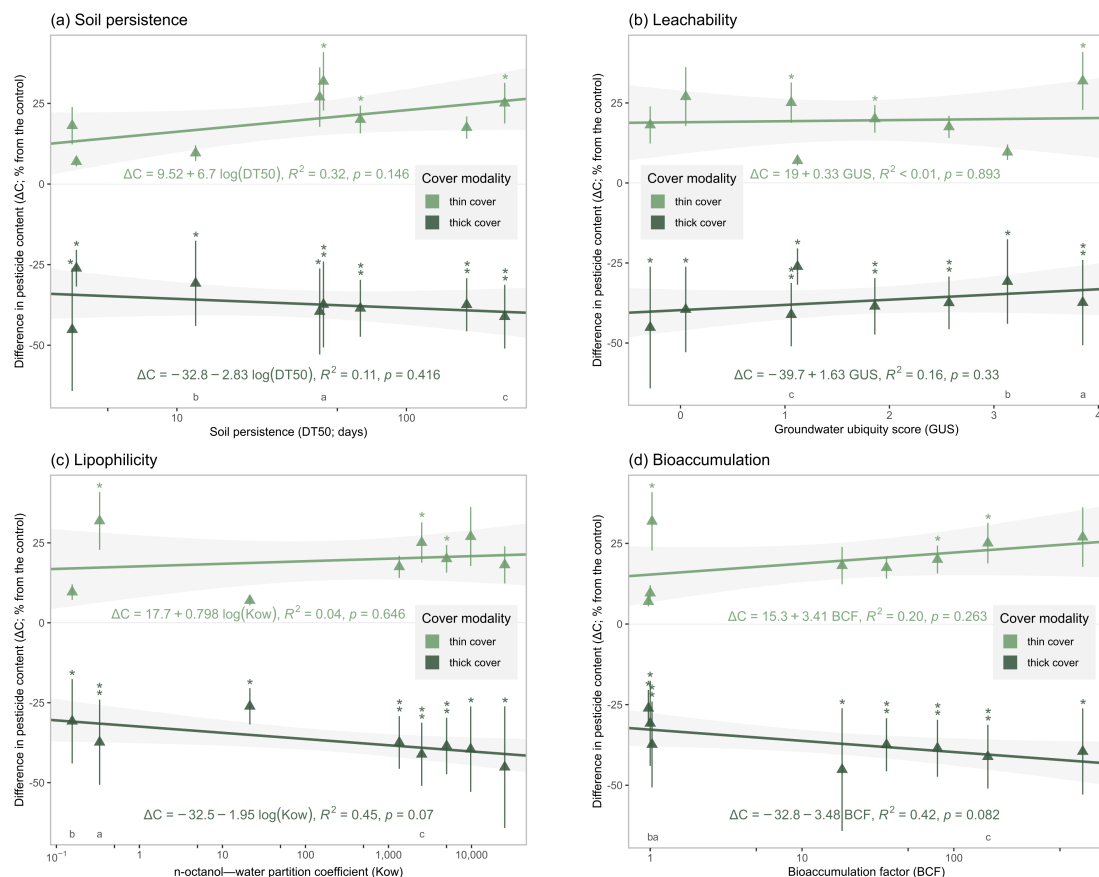 (a) Soil persistence
Difference in pesticide content (ΔC; % from the control)
25
0
-25
-50
* * * *
ΔC = 9.52 + 6.7 log(DT50), R² = 0.32, p = 0.146
Cover modality
thin cover
thick cover
* * * * ** ** ** **
ΔC = −32.8 − 2.83 log(DT50), R² = 0.11, p = 0.416
b a c
10 100
Soil persistence (DT50; days)
(b) Leachability
Difference in pesticide content (ΔC; % from the control)
25
0
-25
-50
* * *
ΔC = 19 + 0.33 GUS, R² < 0.01, p = 0.893
Cover modality
thin cover
thick cover
* * ** * ** ** * **
ΔC = −39.7 + 1.63 GUS, R² = 0.16, p = 0.33
c b a
0 1 2 3 4
Groundwater ubiquity score (GUS)
(c) Lipophilicity
Difference in pesticide content (ΔC; % from the control)
25
0
-25
-50
* * *
ΔC = 17.7 + 0.798 log(Kow), R² = 0.04, p = 0.646
Cover modality
thin cover
thick cover
* ** * ** ** ** * *
ΔC = −32.5 − 1.95 log(Kow), R² = 0.45, p = 0.07
b a c
10⁻¹ 1 10 100 1,000 10,000
n-octanol—water partition coefficient (Kow)
(d) Bioaccumulation
Difference in pesticide content (ΔC; % from the control)
25
0
-25
-50
* * *
ΔC = 15.3 + 3.41 BCF, R² = 0.20, p = 0.263
Cover modality
thin cover
thick cover
* * ** * ** ** ** *
ΔC = −32.8 − 3.48 BCF, R² = 0.42, p = 0.082
ba c
1 10 100
Bioaccumulation factor (BCF)